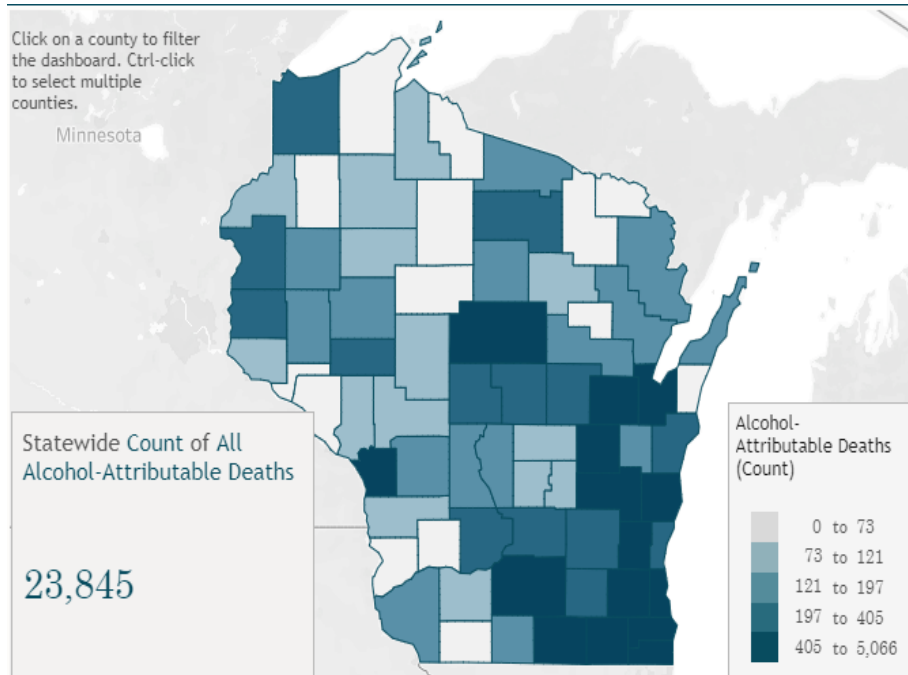 Click on a county to filter
the dashboard. Ctrl-click
to select multiple
counties.
Minnesota
Statewide Count of All
Alcohol-Attributable Deaths
23,845
Alcohol-
Attributable Deaths
(Count)
0 to 73
73 to 121
121 to 197
197 to 405
405 to 5,066